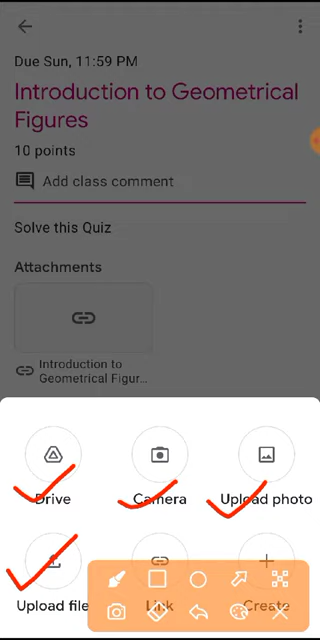 Due Sun, 11:59 PM
Introduction to Geometrical
Figures
10 points
Add class comment
Solve this Quiz
Attachments
Introduction to
Geometrical Figur...
Drive Camera Upload photo
Upload file Link Create